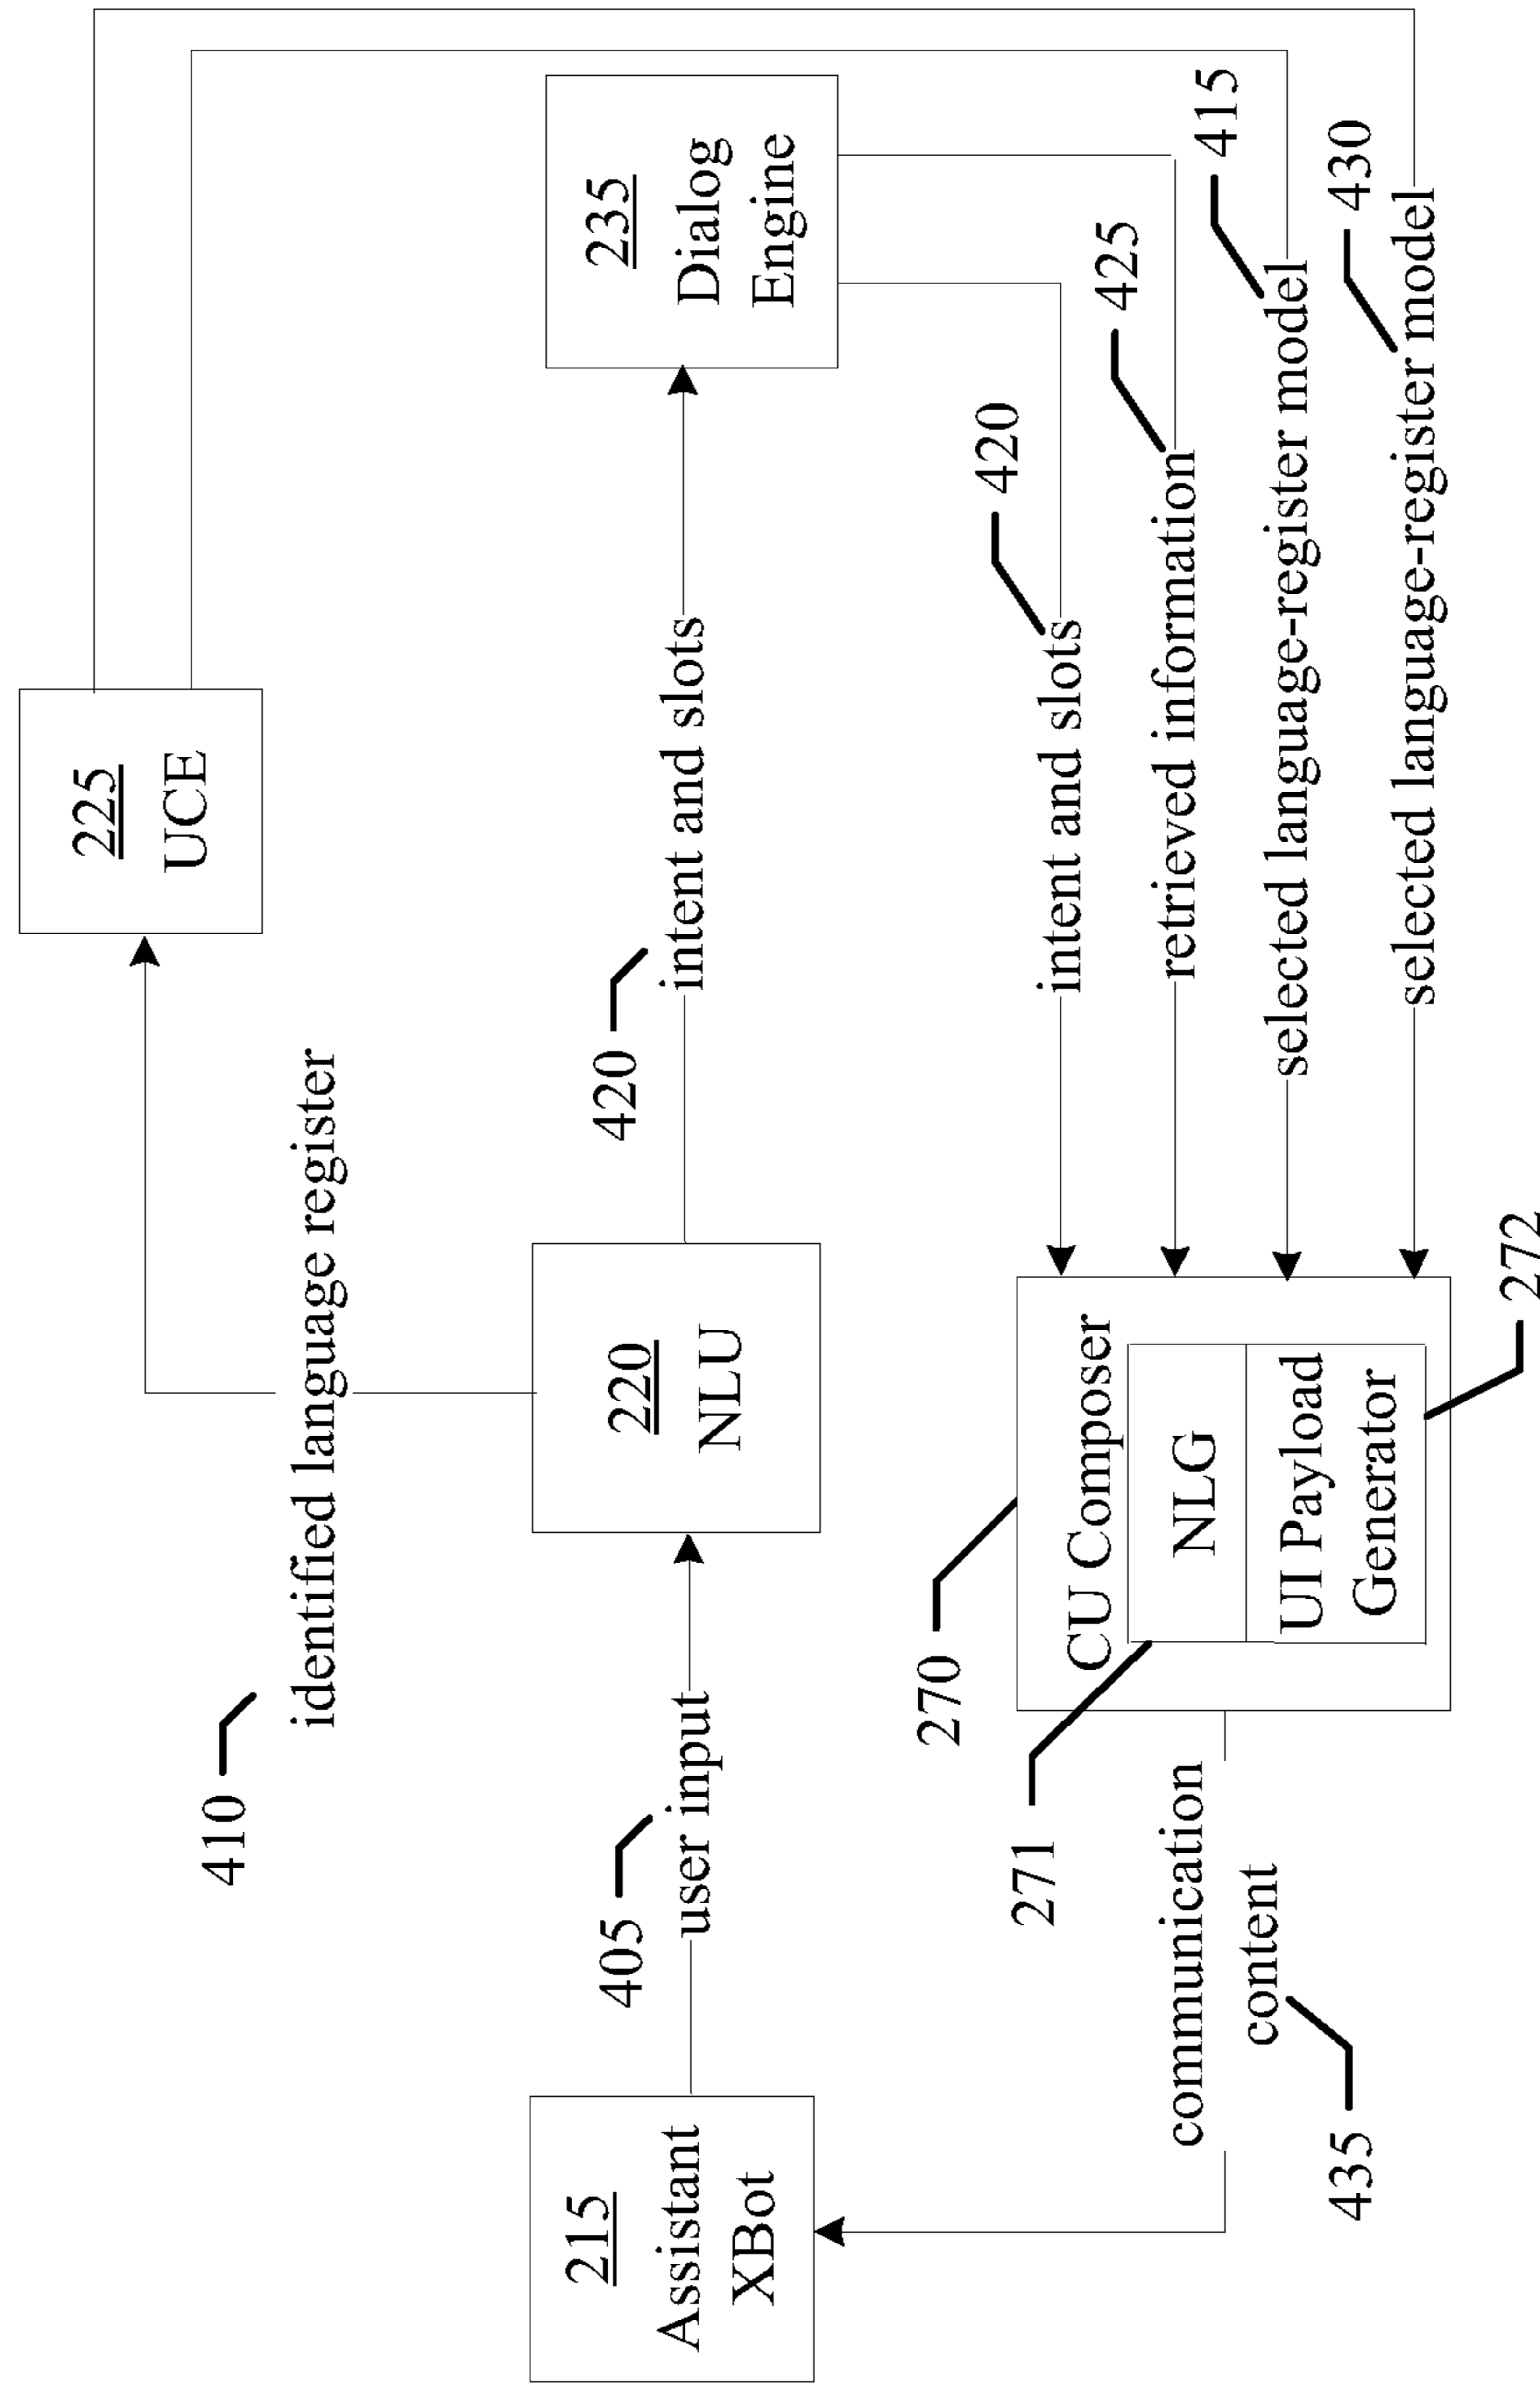 225
UCE
410
identified language register
215
Assistant
XBot
405
user input
220
NLU
420
intent and slots
235
Dialog
Engine
270
271
CU Composer
NLG
UI Payload
Generator
272
420
intent and slots
425
retrieved information
415
selected language-register model
430
selected language-register model
communication
content
435